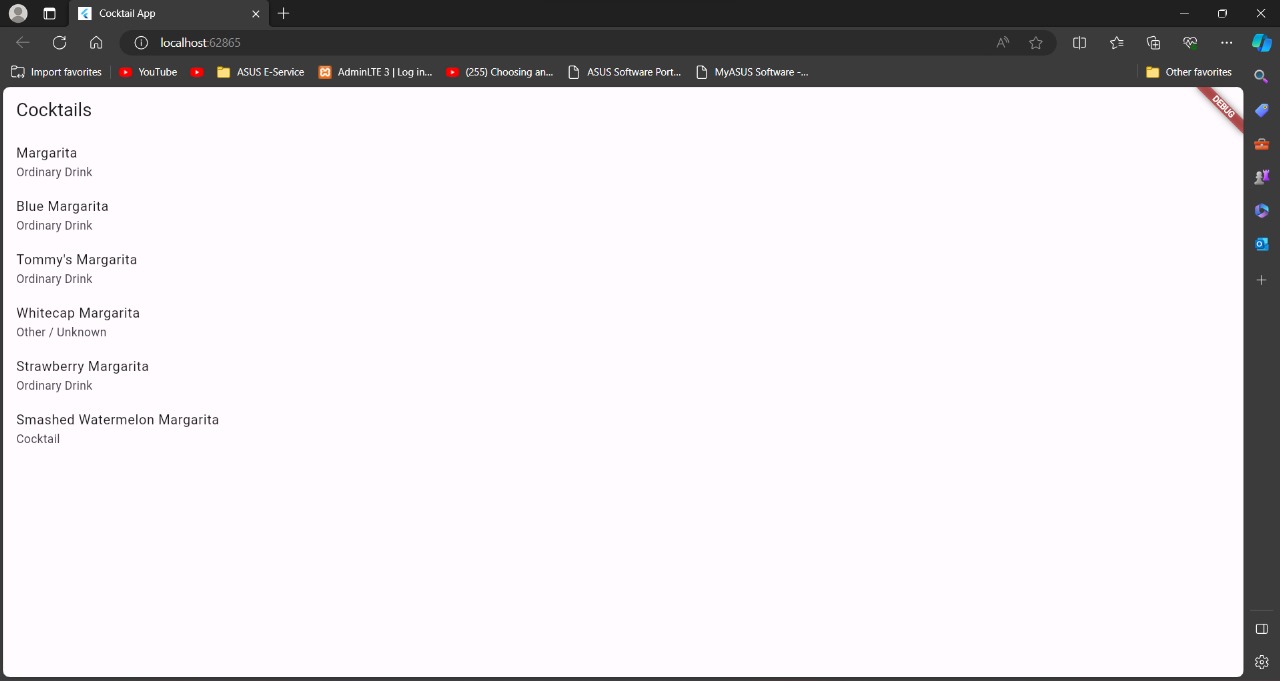 Cocktail App
localhost:62865
Import favorites
YouTube
ASUS E-Service
AdminLTE 3 | Log in...
(255) Choosing an...
ASUS Software Port...
MyASUS Software -...
Other favorites
Cocktails
DEBUG
Margarita
Ordinary Drink
Blue Margarita
Ordinary Drink
Tommy's Margarita
Ordinary Drink
Whitecap Margarita
Other / Unknown
Strawberry Margarita
Ordinary Drink
Smashed Watermelon Margarita
Cocktail